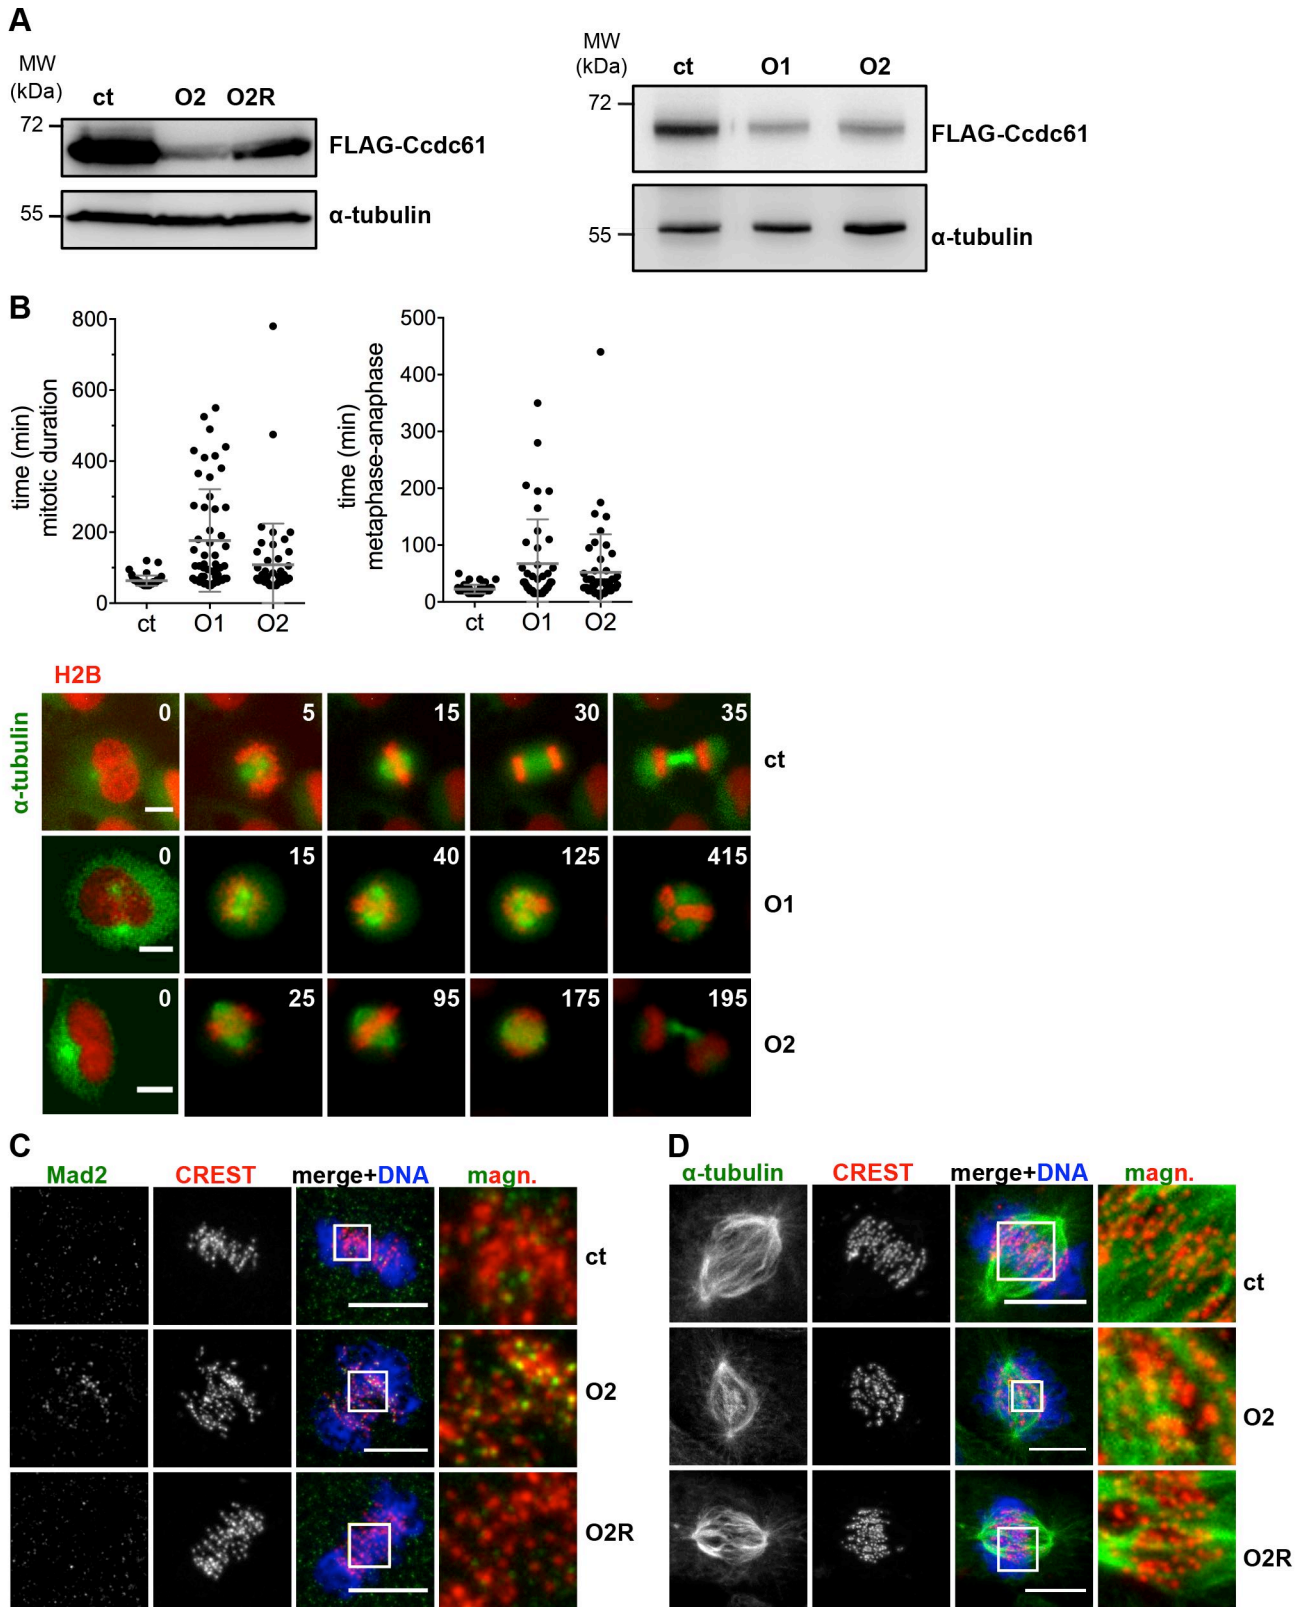 A
MW
(kDa)
ct O2 O2R
72
FLAG-Ccdc61
55
α-tubulin
MW
(kDa)
ct O1 O2
72
FLAG-Ccdc61
55
α-tubulin
B
time (min)
mitotic duration
800
600
400
200
0
ct O1 O2
time (min)
metaphase-anaphase
500
400
300
200
100
0
ct O1 O2
H2B
α-tubulin
0 5 15 30 35
ct
0 15 40 125 415
O1
0 25 95 175 195
O2
C
Mad2 CREST merge+DNA magn.
ct
O2
O2R
D
α-tubulin CREST merge+DNA magn.
ct
O2
O2R